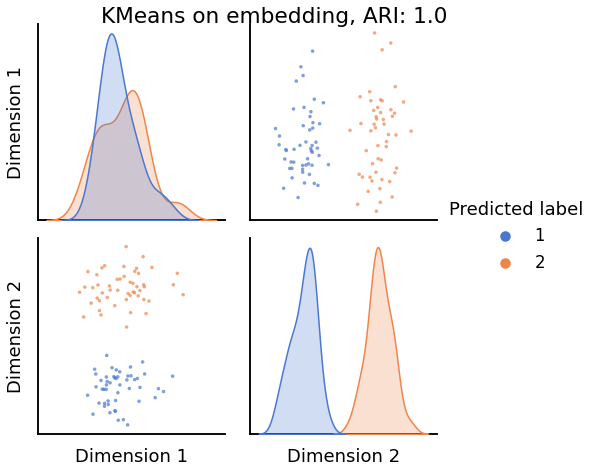 KMeans on embedding, ARI: 1.0
Dimension 1
Predicted label
1
2
Dimension 2
Dimension 1
Dimension 2